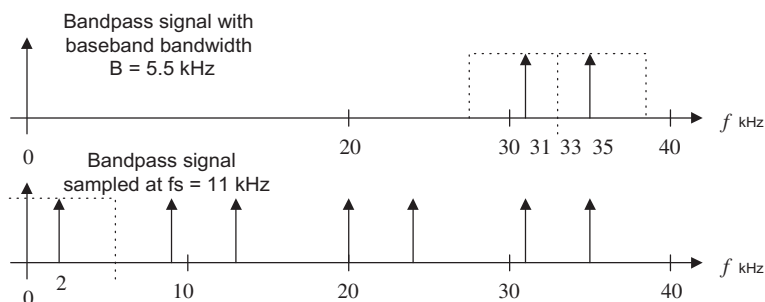 Bandpass signal with
baseband bandwidth
B = 5.5 kHz
f kHz
0 20 30 31 33 35 40
Bandpass signal
sampled at fs = 11 kHz
f kHz
0 2 10 20 30 40